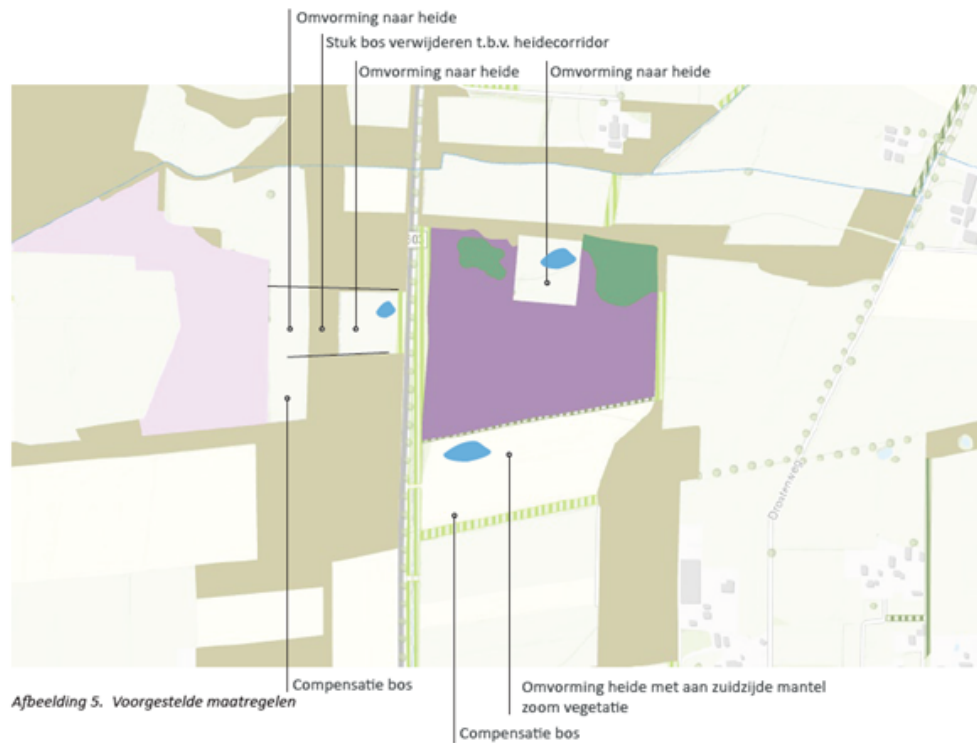 Omvorming naar heide
Stuk bos verwijderen t.b.v. heidecorridor
Omvorming naar heide
Omvorming naar heide
Drostenweg
Compensatie bos
Omvorming heide met aan zuidzijde mantel
zoom vegetatie
Afbeelding 5. Voorgestelde maatregelen
Compensatie bos